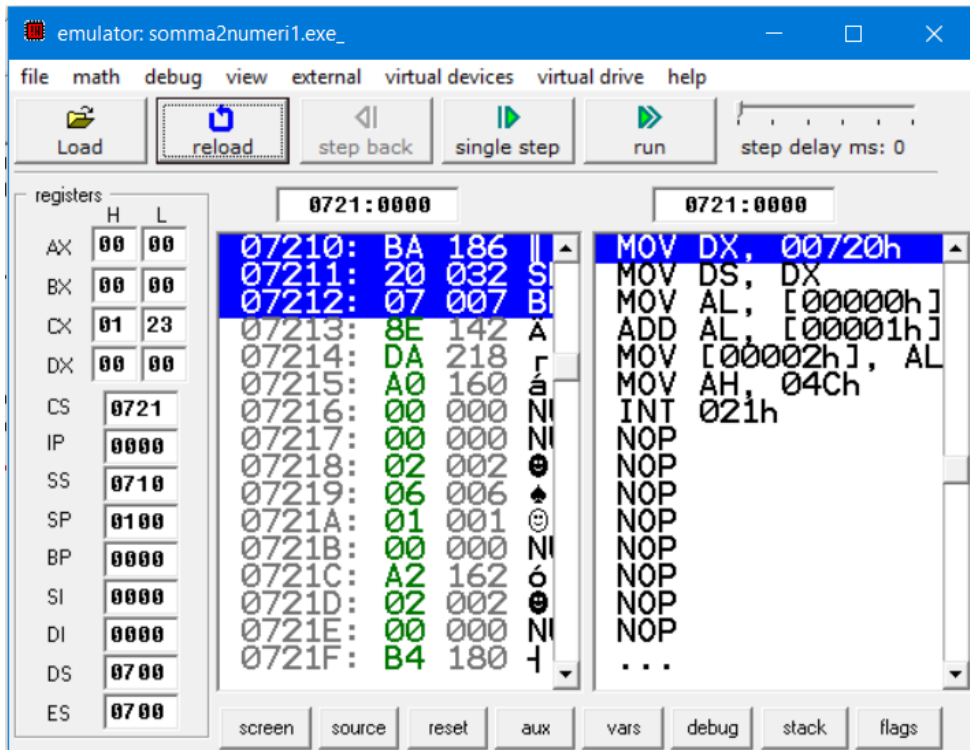 emulator: somma2numeri1.exe_
file math debug view external virtual devices virtual drive help
Load reload step back single step run step delay ms: 0
registers
H L
AX 00 00
BX 00 00
CX 01 23
DX 00 00
CS 0721
IP 0000
SS 0710
SP 0100
BP 0000
SI 0000
DI 0000
DS 0700
ES 0700
0721:0000
07210: BA 186 ‖
07211: 20 032
07212: 07 007
07213: 8E 142 Ä
07214: DA 218 ┌
07215: A0 160 á
07216: 00 000
07217: 00 000
07218: 02 002 ☻
07219: 06 006 ♠
0721A: 01 001 ☺
0721B: 00 000
0721C: A2 162 ó
0721D: 02 002 ☻
0721E: 00 000
0721F: B4 180 ┤
0721:0000
MOV DX, 00720h
MOV DS, DX
MOV AL, [00000h]
ADD AL, [00001h]
MOV [00002h], AL
MOV AH, 04Ch
INT 021h
NOP
NOP
NOP
NOP
NOP
NOP
NOP
NOP
...
screen source reset aux vars debug stack flags